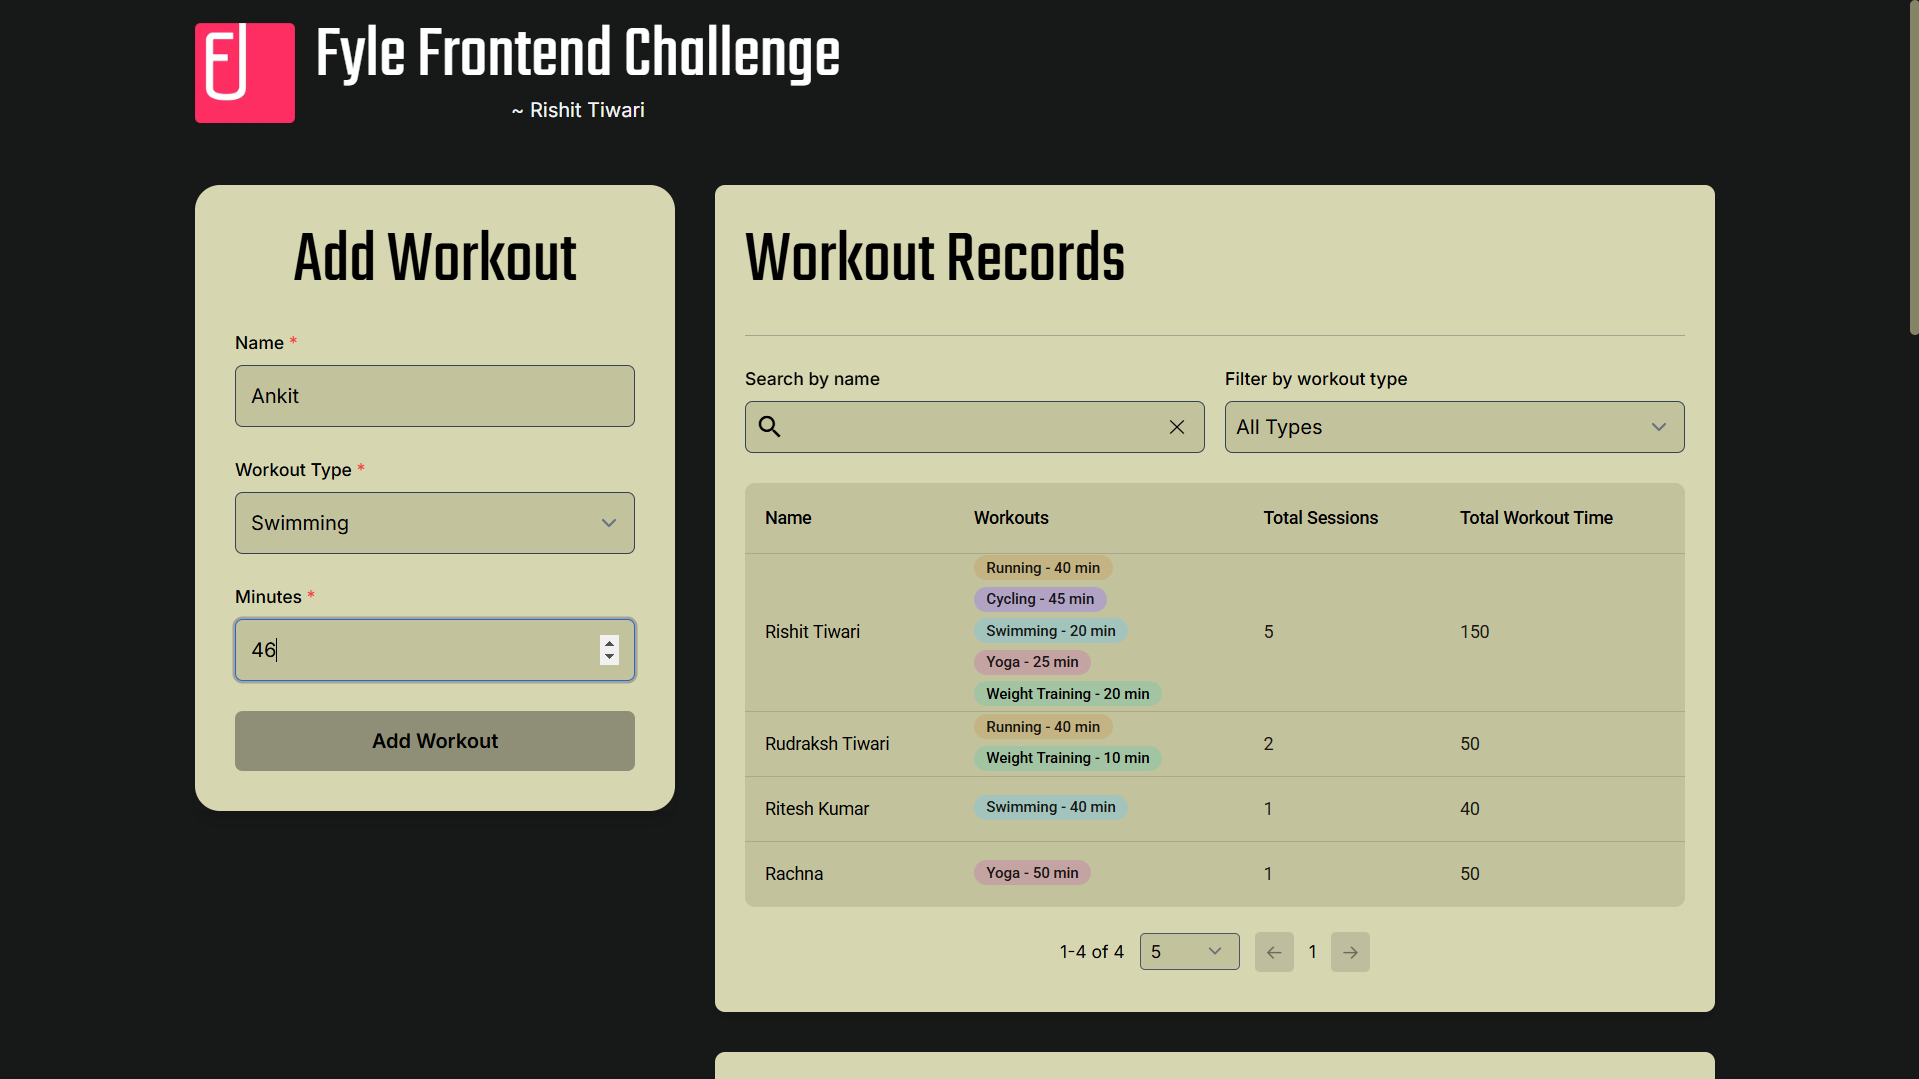 Fyle Frontend Challenge
~ Rishit Tiwari
Add Workout
Name *
Ankit
Workout Type *
Swimming
Minutes *
46
Add Workout
Workout Records
Search by name
Filter by workout type
All Types
Name Workouts Total Sessions Total Workout Time
Running - 40 min
Cycling - 45 min
Rishit Tiwari Swimming - 20 min 5 150
Yoga - 25 min
Weight Training - 20 min
Running - 40 min
Rudraksh Tiwari 2 50
Weight Training - 10 min
Ritesh Kumar Swimming - 40 min 1 40
Rachna Yoga - 50 min 1 50
1-4 of 4 5 1